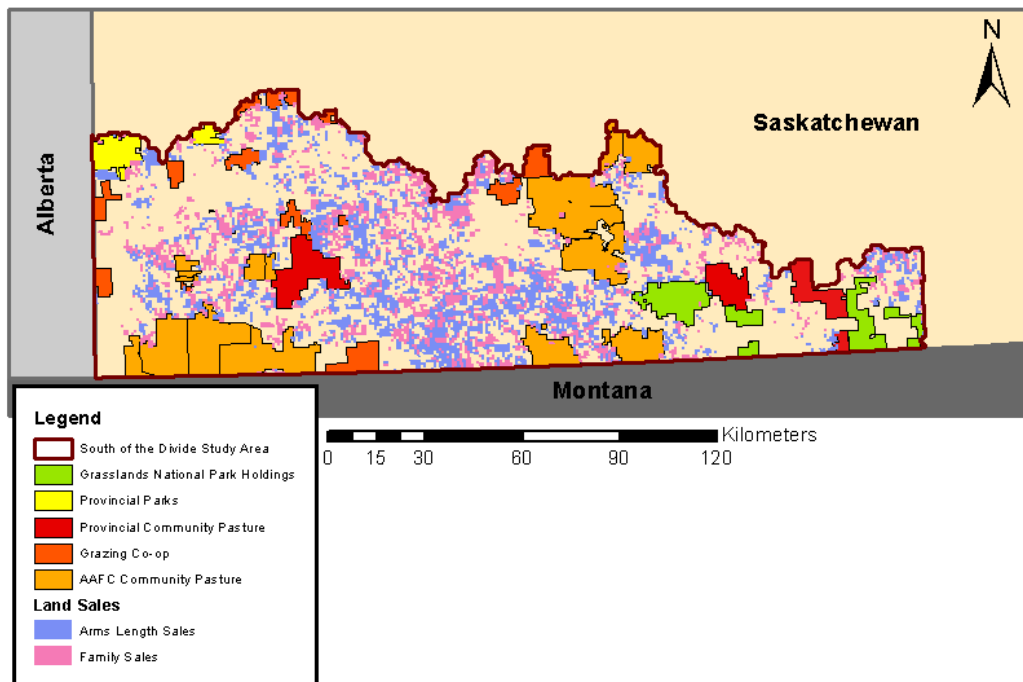 N
Saskatchewan
Alberta
Montana
Legend
South of the Divide Study Area
Grasslands National Park Holdings
Provincial Parks
Provincial Community Pasture
Grazing Co-op
AAFC Community Pasture
Land Sales
Arms Length Sales
Family Sales
Kilometers
0 15 30 60 90 120